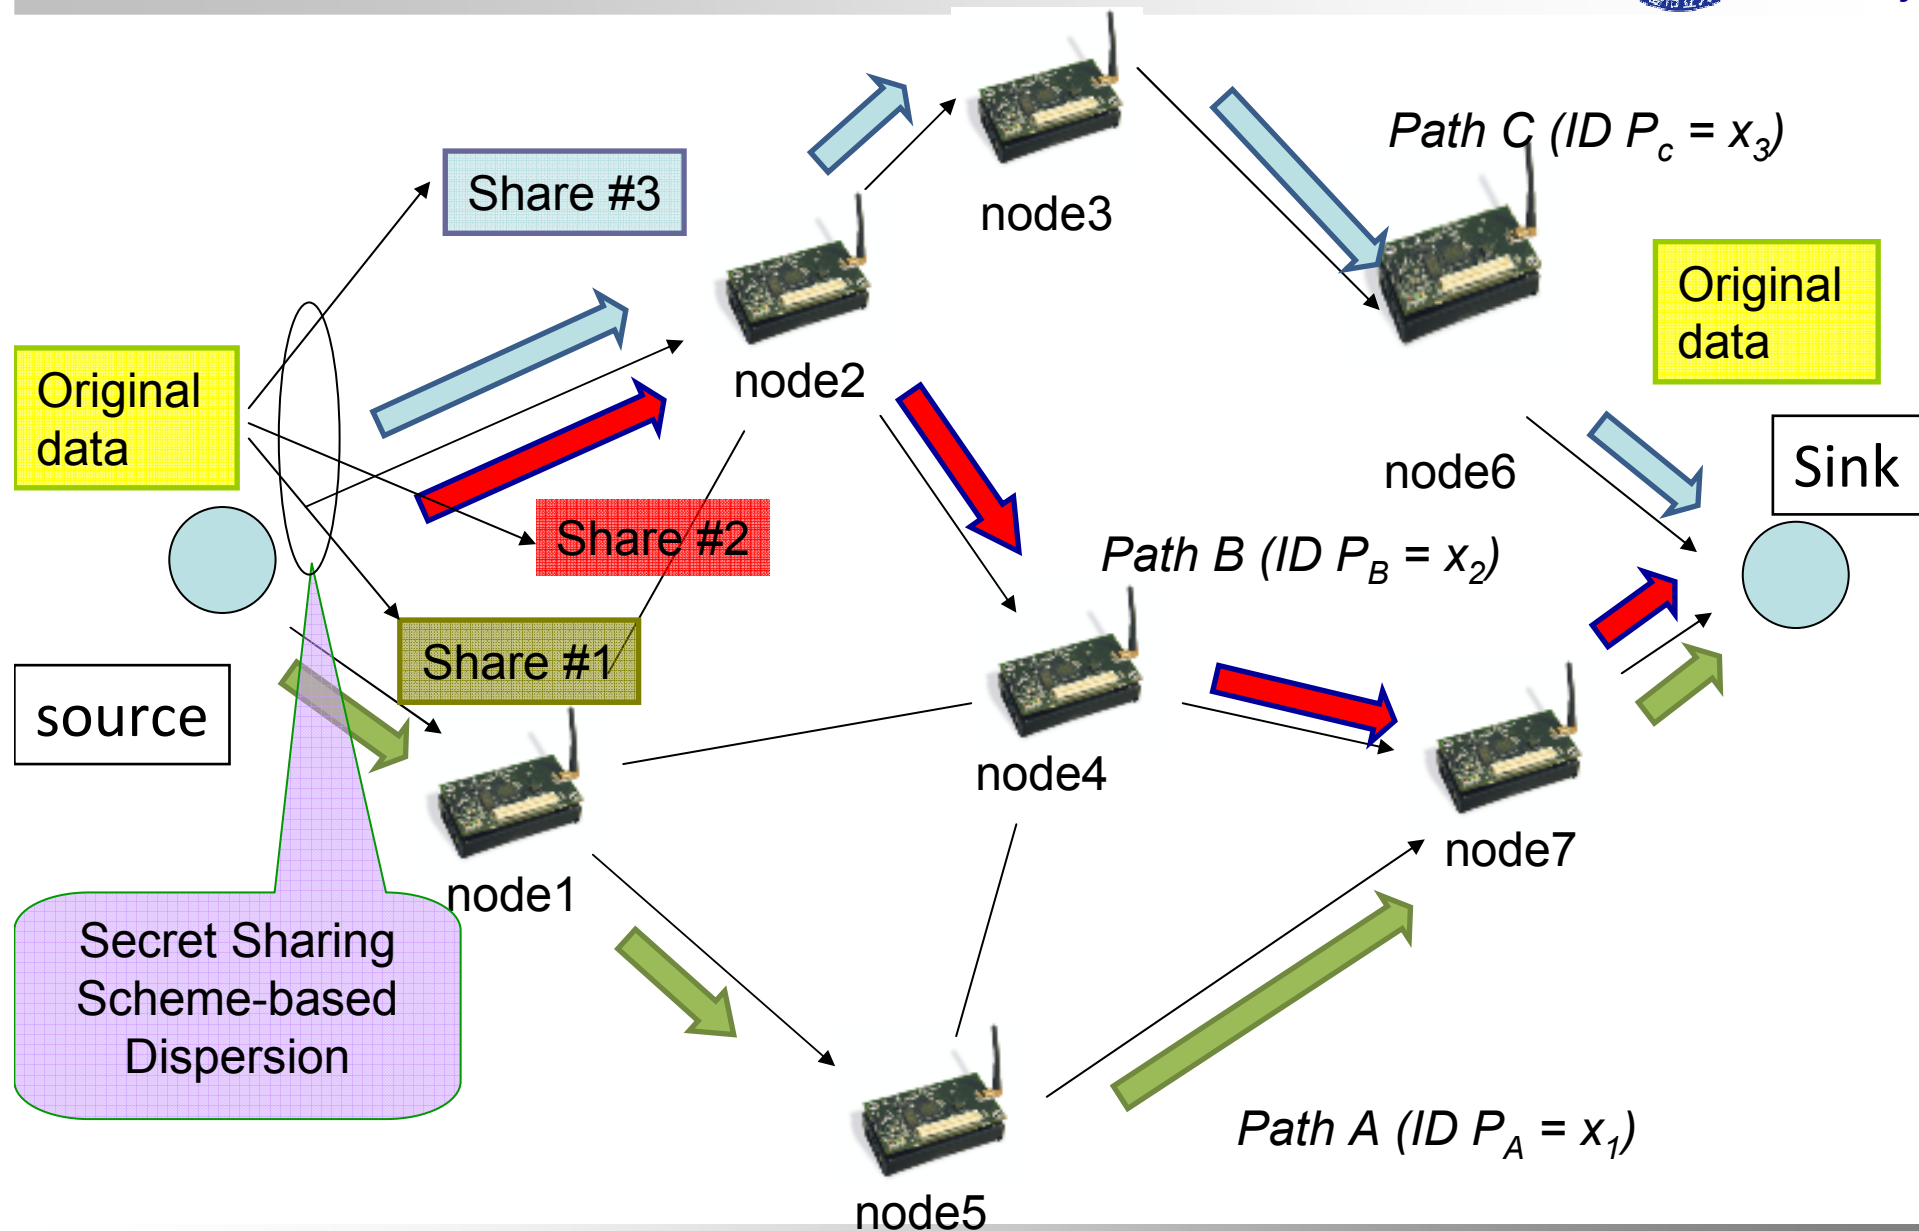 Path C (ID Pc = x3)
Share #3
node3
Original
data
node2
Original
data
node6
Sink
Share #2
Path B (ID PB = x2)
Share #1
source
node4
node7
node1
Secret Sharing
Scheme-based
Dispersion
Path A (ID PA = x1)
node5